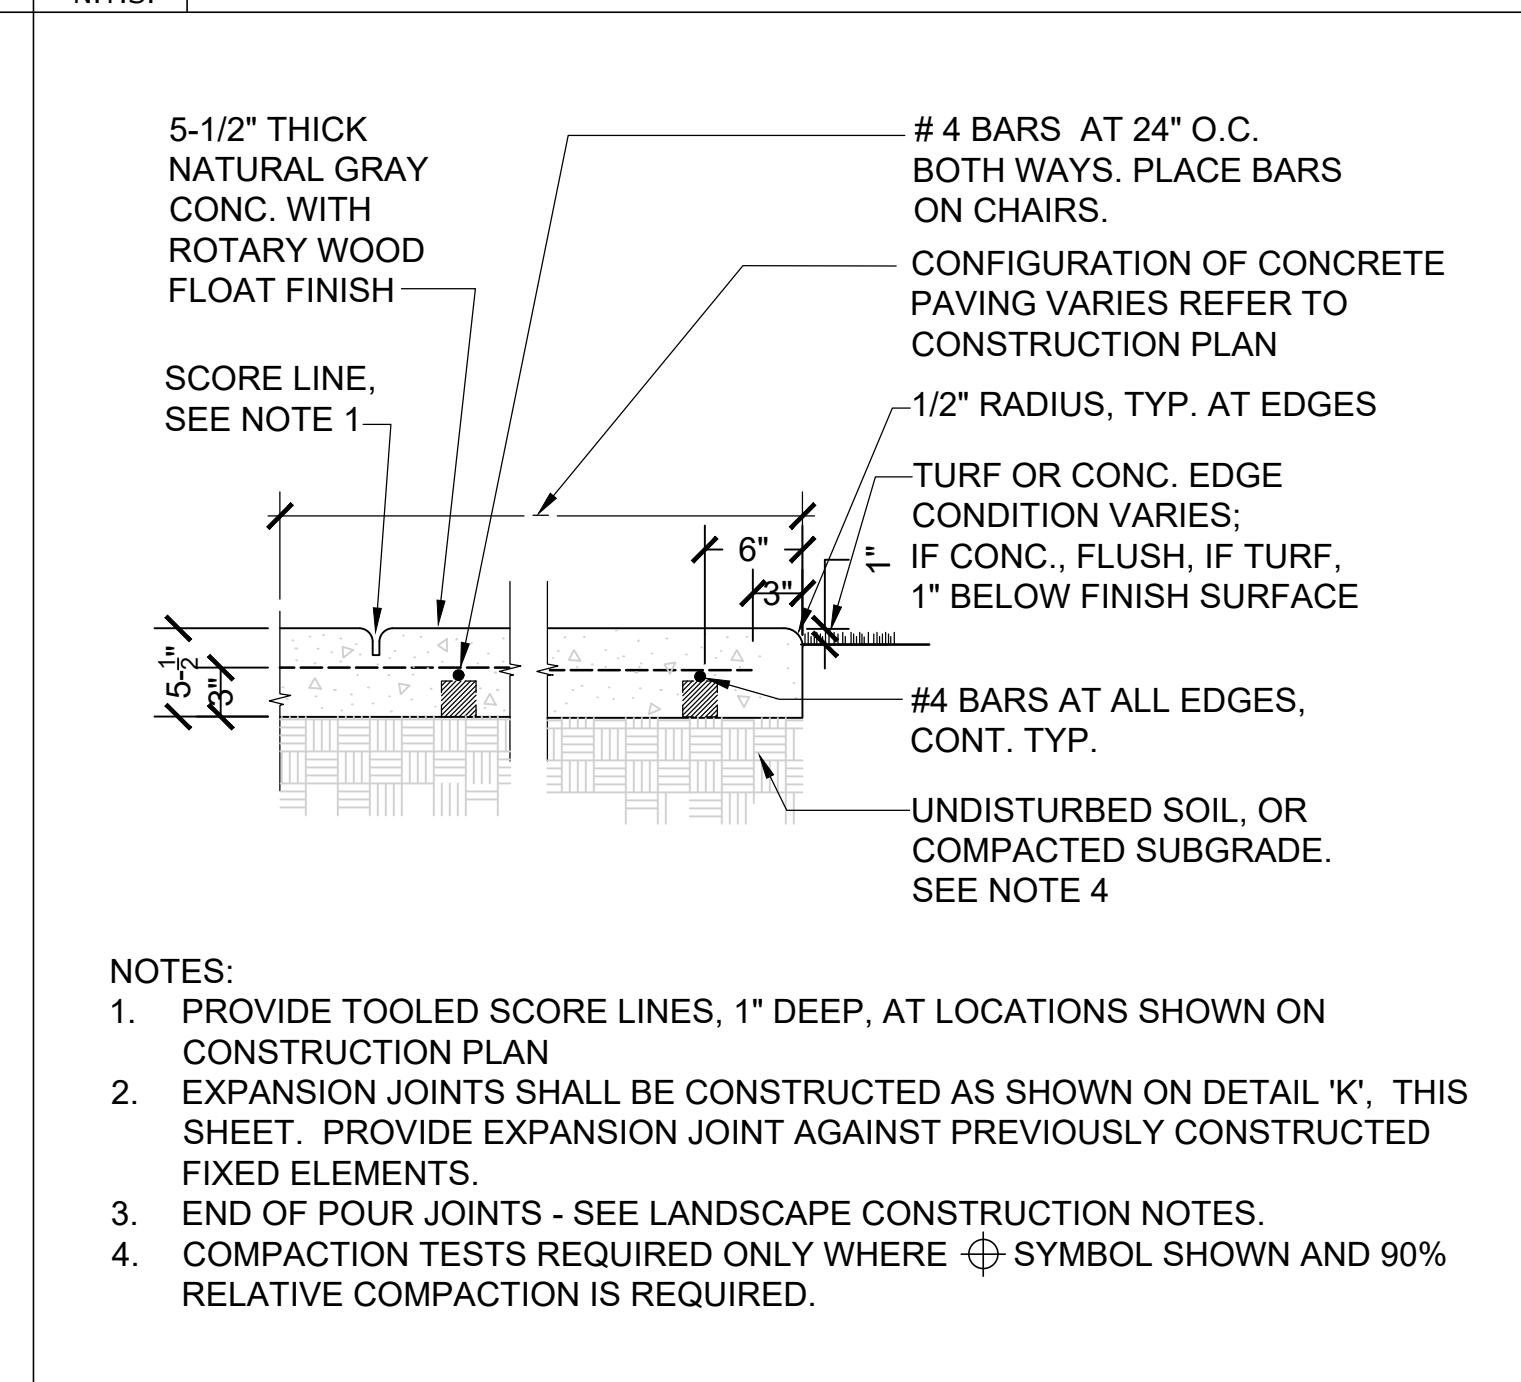 5-1/2" THICK
NATURAL GRAY
CONC. WITH
ROTARY WOOD
FLOAT FINISH
SCORE LINE,
SEE NOTE 1
# 4 BARS AT 24" O.C.
BOTH WAYS. PLACE BARS
ON CHAIRS.
CONFIGURATION OF CONCRETE
PAVING VARIES REFER TO
CONSTRUCTION PLAN
1/2" RADIUS, TYP. AT EDGES
TURF OR CONC. EDGE
CONDITION VARIES;
IF CONC., FLUSH, IF TURF,
1" BELOW FINISH SURFACE
6"
3"
1"
5-1/2"
3"
#4 BARS AT ALL EDGES,
CONT. TYP.
UNDISTURBED SOIL, OR
COMPACTED SUBGRADE.
SEE NOTE 4
NOTES:
1. PROVIDE TOOLED SCORE LINES, 1" DEEP, AT LOCATIONS SHOWN ON
CONSTRUCTION PLAN
2. EXPANSION JOINTS SHALL BE CONSTRUCTED AS SHOWN ON DETAIL 'K', THIS
SHEET. PROVIDE EXPANSION JOINT AGAINST PREVIOUSLY CONSTRUCTED
FIXED ELEMENTS.
3. END OF POUR JOINTS - SEE LANDSCAPE CONSTRUCTION NOTES.
4. COMPACTION TESTS REQUIRED ONLY WHERE SYMBOL SHOWN AND 90%
RELATIVE COMPACTION IS REQUIRED.